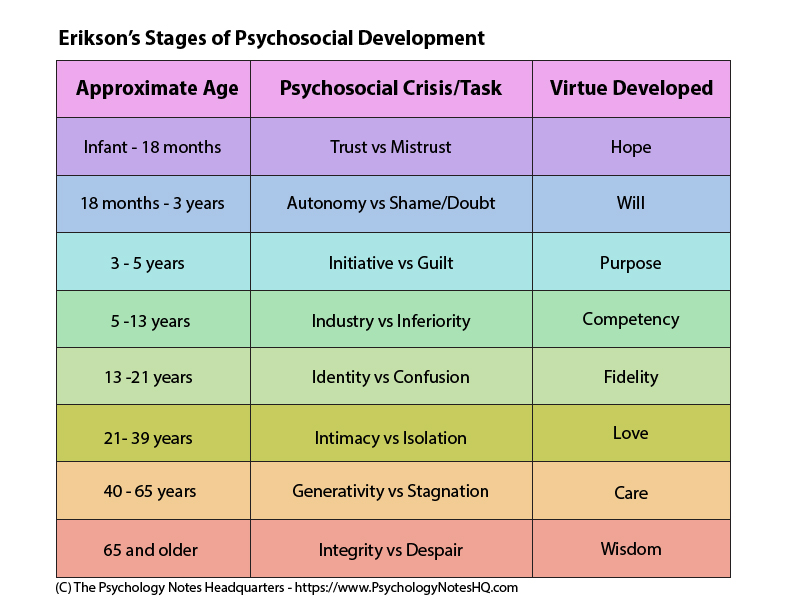 Erikson's Stages of Psychosocial Development
Approximate Age Psychosocial Crisis/Task Virtue Developed
Infant - 18 months Trust vs Mistrust Hope
18 months - 3 years Autonomy vs Shame/Doubt Will
3 - 5 years Initiative vs Guilt Purpose
5 -13 years Industry vs Inferiority Competency
13 -21 years Identity vs Confusion Fidelity
21- 39 years Intimacy vs Isolation Love
40 - 65 years Generativity vs Stagnation Care
65 and older Integrity vs Despair Wisdom
(C) The Psychology Notes Headquarters - https://www.PsychologyNotesHQ.com